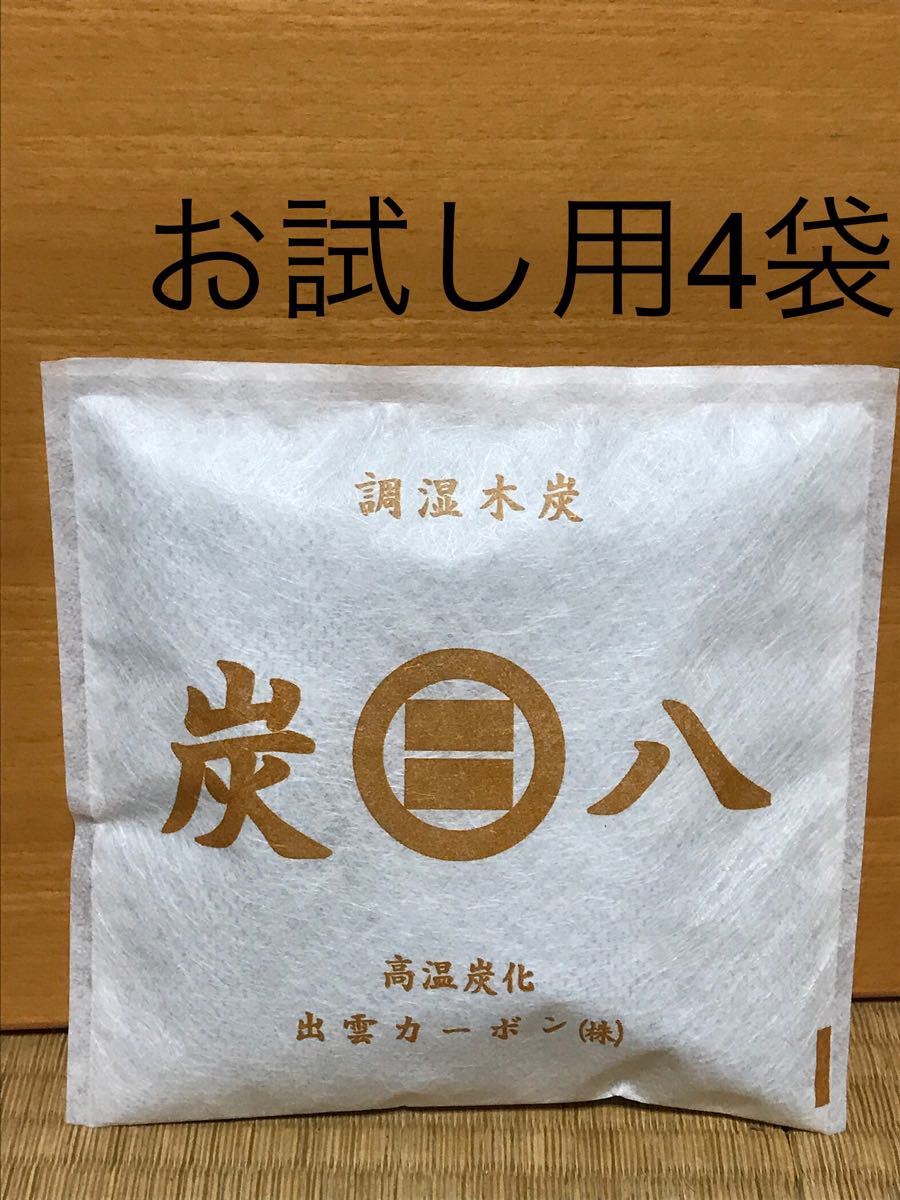 お試し用4袋
調湿木炭
炭八
高温炭化
出雲カーボン(株)